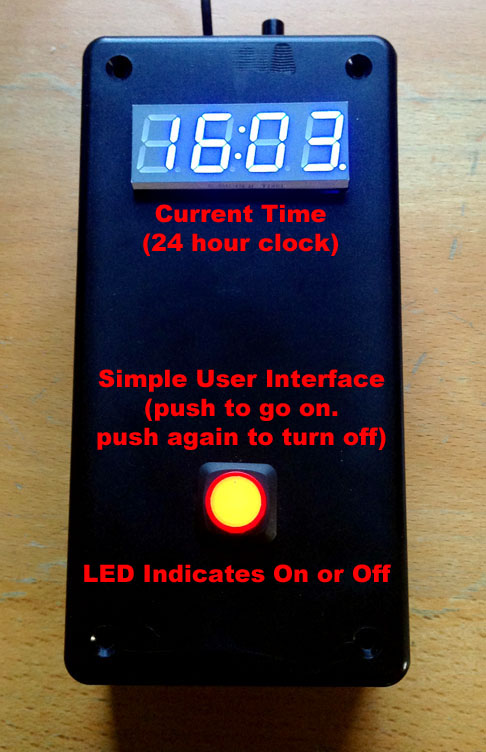 16:03.
Current Time
(24 hour clock)
Simple User Interface
(push to go on.
push again to turn off)
LED Indicates On or Off